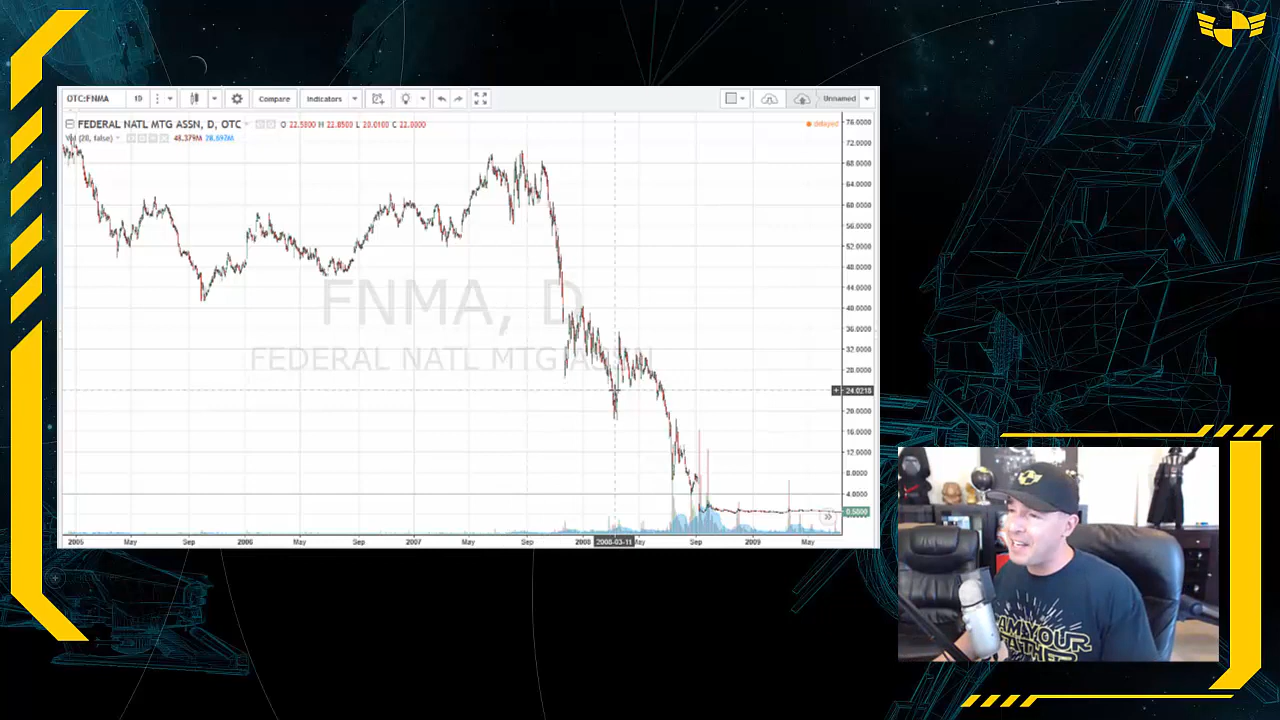 OTC:FNMA 1D Compare Indicators Unnamed
FEDERAL NATL MTG ASSN, D, OTC O 22.5800 H 22.8500 L 20.0100 C 22.0000
(20, false) 48.379M 28.697M
delayed
76.0000
72.0000
68.0000
64.0000
60.0000
56.0000
52.0000
48.0000
44.0000
40.0000
36.0000
32.0000
28.0000
24.0218
20.0000
16.0000
12.0000
8.0000
4.0000
0.5800
FNMA, D
FEDERAL NATL MTG ASSN
2005 May Sep 2006 May Sep 2007 May Sep 2008 2008-03-11 May Sep 2009 May
I AM YOUR
FATHER